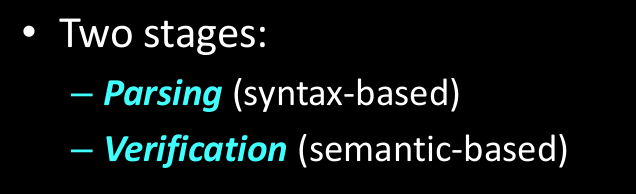 • Two stages:
– Parsing (syntax-based)
– Verification (semantic-based)